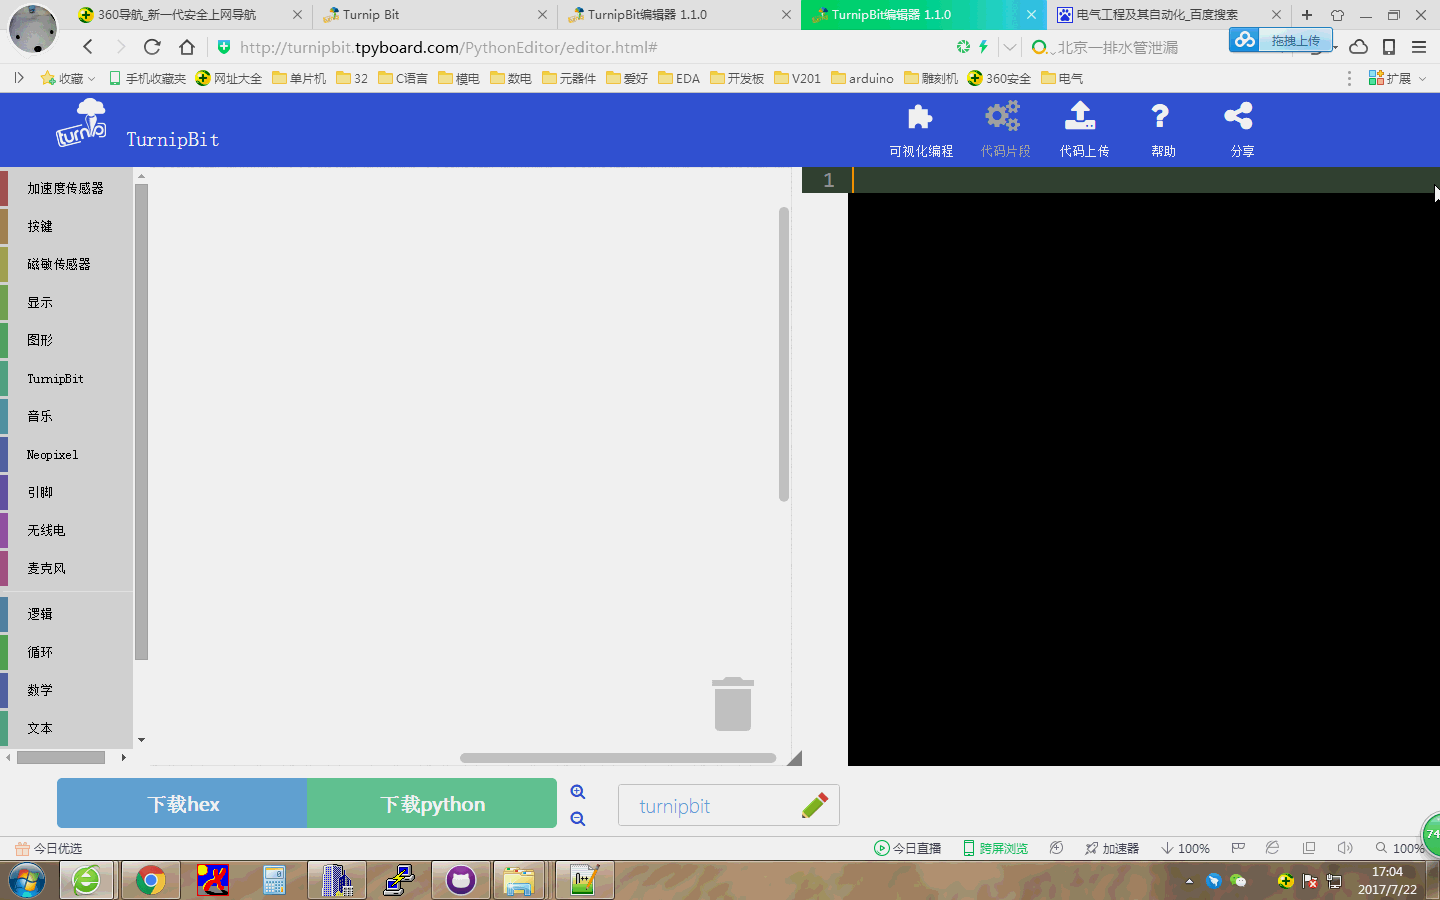 360导航_新一代安全上网导航
Turnip Bit
TurnipBit编辑器 1.1.0
TurnipBit编辑器 1.1.0
电气工程及其自动化_百度搜索
http://turnipbit.tpyboard.com/PythonEditor/editor.html#
北京一排水管泄漏
拖拽上传
收藏
手机收藏夹
网址大全
单片机
32
C语言
模电
数电
元器件
爱好
EDA
开发板
V201
arduino
雕刻机
360安全
电气
扩展
turnip
TurnipBit
可视化编程
代码片段
代码上传
帮助
分享
加速度传感器
按键
磁敏传感器
显示
图形
TurnipBit
音乐
Neopixel
引脚
无线电
麦克风
逻辑
循环
数学
文本
1
下载hex
下载python
turnipbit
74
今日优选
今日直播
跨屏浏览
加速器
100%
100%
17:04
2017/7/22